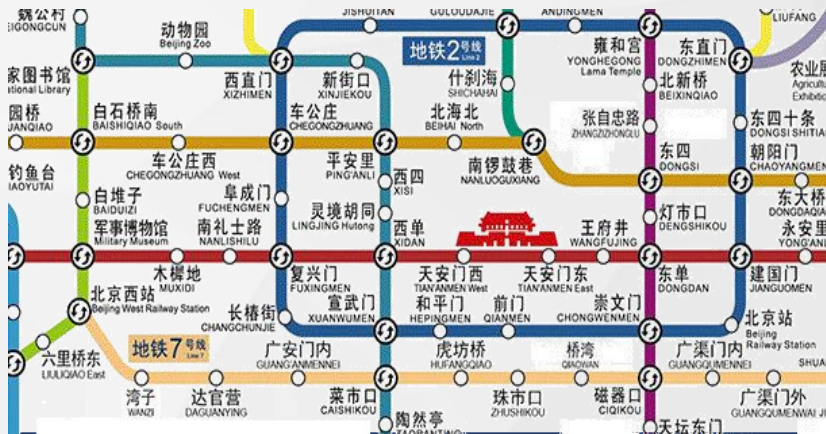 魏公村
EIGONGCUN
动物园
Beijing Zoo
JISHUITAN
GULOUDAJIE
ANDINGMEN
LIUFANG
地铁2号线
Line 2
雍和宫
YONGHEGONG
Lama Temple
东直门
DONGZHIMEN
家图书馆
ational Library
西直门
XIZHIMEN
新街口
XINJIEKOU
什刹海
SHICHAHAI
北新桥
BEIXINQIAO
农业展
Agricultu
Exhibitio
园桥
UANQIAO
白石桥南
BAISHIQIAO South
车公庄
CHEGONGZHUANG
北海北
BEIHAI North
张自忠路
ZHANGZIZHONGLU
东四十条
DONGSI SHITIA
车公庄西
CHEGONGZHUANG West
平安里
PING'ANLI
南锣鼓巷
NANLUOGUXIANG
东四
DONGSI
朝阳门
CHAOYANGMEN
钓鱼台
IAOYUTAI
西四
XISI
白堆子
BAIDUIZI
阜成门
FUCHENGMEN
东大桥
DONGDAQIA
灵境胡同
LINGJING Hutong
灯市口
DENGSHIKOU
军事博物馆
Military Museum
南礼士路
NANLISHILU
西单
XIDAN
王府井
WANGFUJING
永安里
YONG'ANL
木樨地
MUXIDI
复兴门
FUXINGMEN
天安门西
TIAN'ANMEN West
天安门东
TIAN'ANMEN East
东单
DONGDAN
建国门
JIANGUOMEN
北京西站
Beijing West Railway Station
长椿街
CHANGCHUNJIE
宣武门
XUANWUMEN
和平门
HEPINGMEN
前门
QIANMEN
崇文门
CHONGWENMEN
北京站
Beijing
Railway Station
地铁7号线
Line 7
六里桥东
LIULIQIAO East
广安门内
GUANG'ANMENNEI
虎坊桥
HUFANGQIAO
桥湾
QIAOWAN
广渠门内
GUANGQUMENNEI
SHUA
湾子
WANZI
达官营
DAGUANYING
菜市口
CAISHIKOU
珠市口
ZHUSHIKOU
磁器口
CIQIKOU
广渠门外
GUANGQUMENWAI JI
陶然亭
TAORANTING
天坛东门